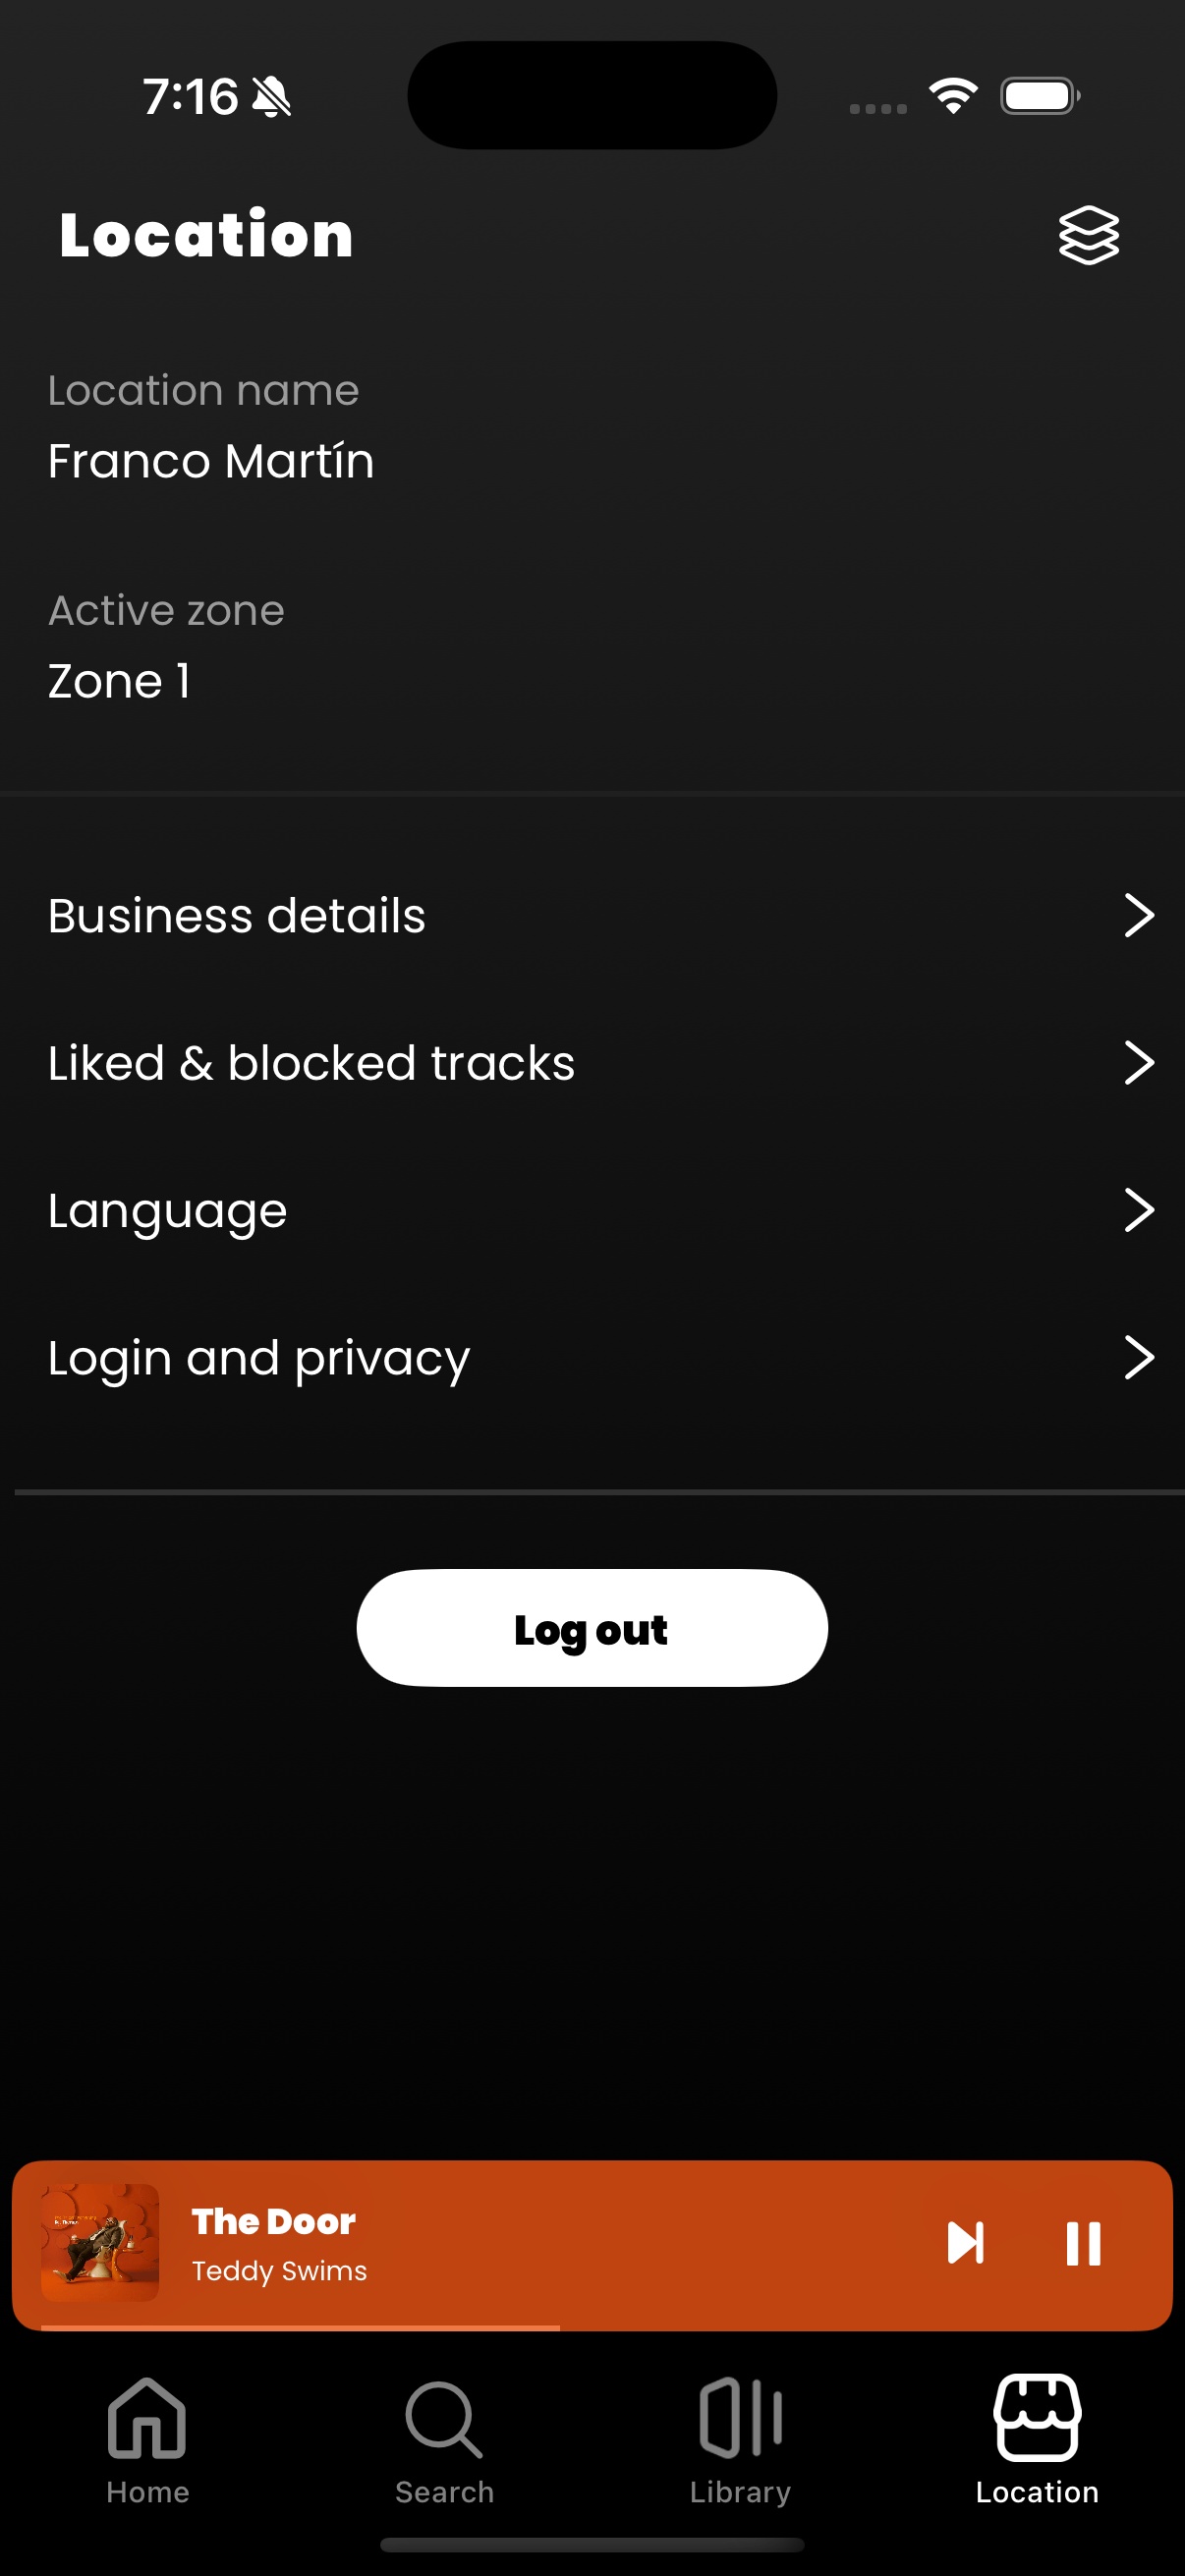 7:16
Location
Location name
Franco Martín
Active zone
Zone 1
Business details
Liked & blocked tracks
Language
Login and privacy
Log out
The Door
Teddy Swims
Home
Search
Library
Location